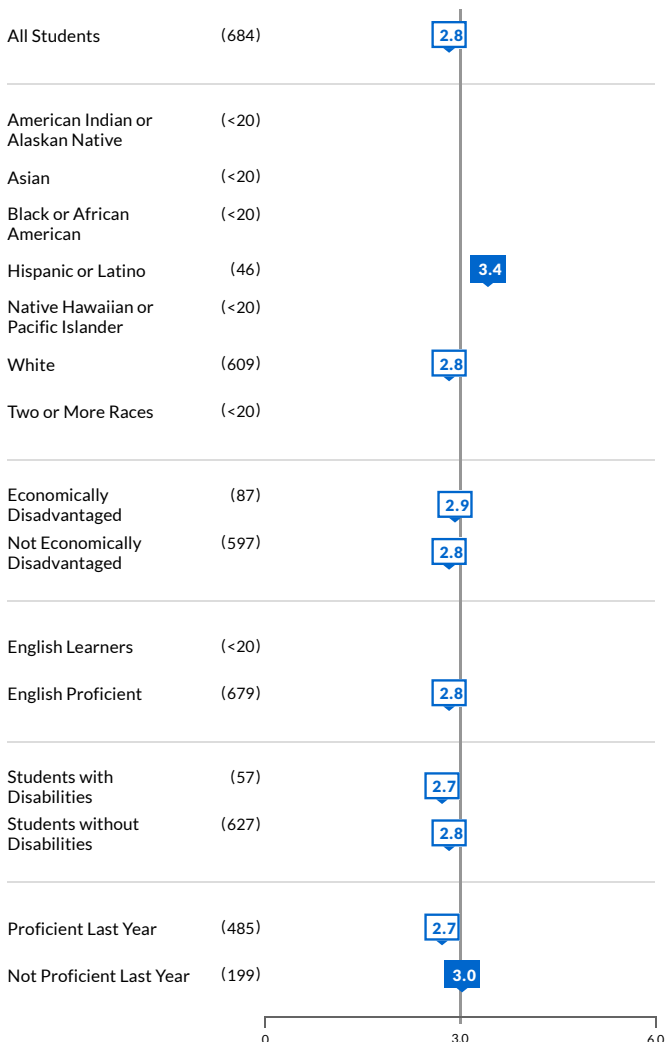 All Students (684) 2.8
American Indian or (<20)
Alaskan Native
Asian (<20)
Black or African (<20)
American
Hispanic or Latino (46) 3.4
Native Hawaiian or (<20)
Pacific Islander
White (609) 2.8
Two or More Races (<20)
Economically (87) 2.9
Disadvantaged
Not Economically (597) 2.8
Disadvantaged
English Learners (<20)
English Proficient (679) 2.8
Students with (57) 2.7
Disabilities
Students without (627) 2.8
Disabilities
Proficient Last Year (485) 2.7
Not Proficient Last Year (199) 3.0
0 3.0 6.0